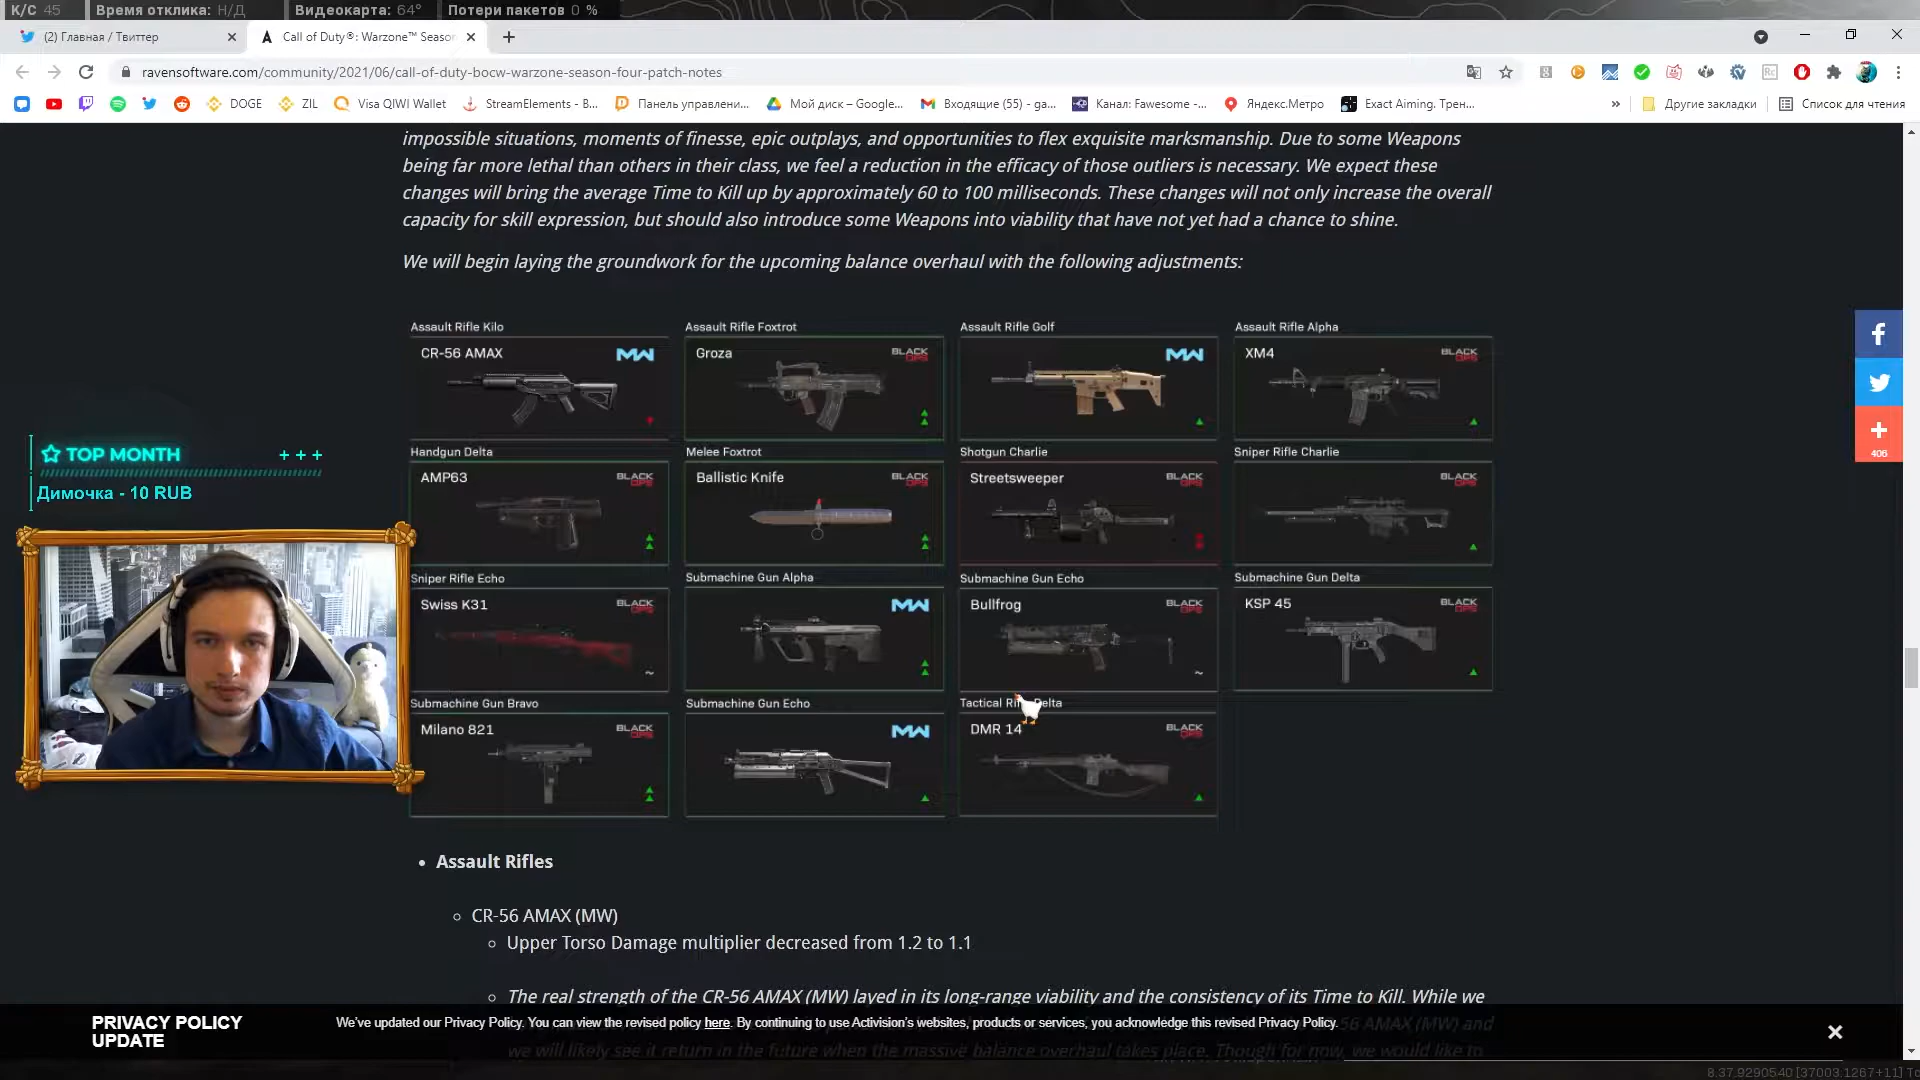 К/С 45 Время отклика: Н/Д Видеокарта: 64° Потери пакетов 0 %
(2) Главная / Твиттер Call of Duty®: Warzone™ Season
ravensoftware.com/community/2021/06/call-of-duty-bocw-warzone-season-four-patch-notes
DOGE ZIL Visa QIWI Wallet StreamElements - B... Панель управлени... Мой диск – Google... Входящие (55) - ga... Канал: Fawesome -... Яндекс.Метро Exact Aiming. Трен... » Другие закладки Список для чтения
impossible situations, moments of finesse, epic outplays, and opportunities to flex exquisite marksmanship. Due to some Weapons
being far more lethal than others in their class, we feel a reduction in the efficacy of those outliers is necessary. We expect these
changes will bring the average Time to Kill up by approximately 60 to 100 milliseconds. These changes will not only increase the overall
capacity for skill expression, but should also introduce some Weapons into viability that have not yet had a chance to shine.
We will begin laying the groundwork for the upcoming balance overhaul with the following adjustments:
Assault Rifle Kilo Assault Rifle Foxtrot Assault Rifle Golf Assault Rifle Alpha
CR-56 AMAX MW Groza BLACK OPS MW XM4 BLACK OPS
Handgun Delta Melee Foxtrot Shotgun Charlie Sniper Rifle Charlie
AMP63 BLACK OPS Ballistic Knife BLACK OPS Streetsweeper BLACK OPS BLACK OPS
Sniper Rifle Echo Submachine Gun Alpha Submachine Gun Echo Submachine Gun Delta
Swiss K31 BLACK OPS MW Bullfrog BLACK OPS KSP 45 BLACK OPS
Submachine Gun Bravo Submachine Gun Echo Tactical Delta
Milano 821 BLACK OPS MW DMR 14 BLACK OPS
TOP MONTH + + +
Димочка - 10 RUB
406
• Assault Rifles
CR-56 AMAX (MW)
Upper Torso Damage multiplier decreased from 1.2 to 1.1
The real strength of the CR-56 AMAX (MW) layed in its long-range viability and the consistency of its Time to Kill. While we
56 AMAX (MW) and
we will likely see it return in the future when the massive balance overhaul takes place. Though for now, we would like to
PRIVACY POLICY
UPDATE
We've updated our Privacy Policy. You can view the revised policy here. By continuing to use Activision's websites, products or services, you acknowledge this revised Privacy Policy.
8.37.9290540 [37003.1267+11]